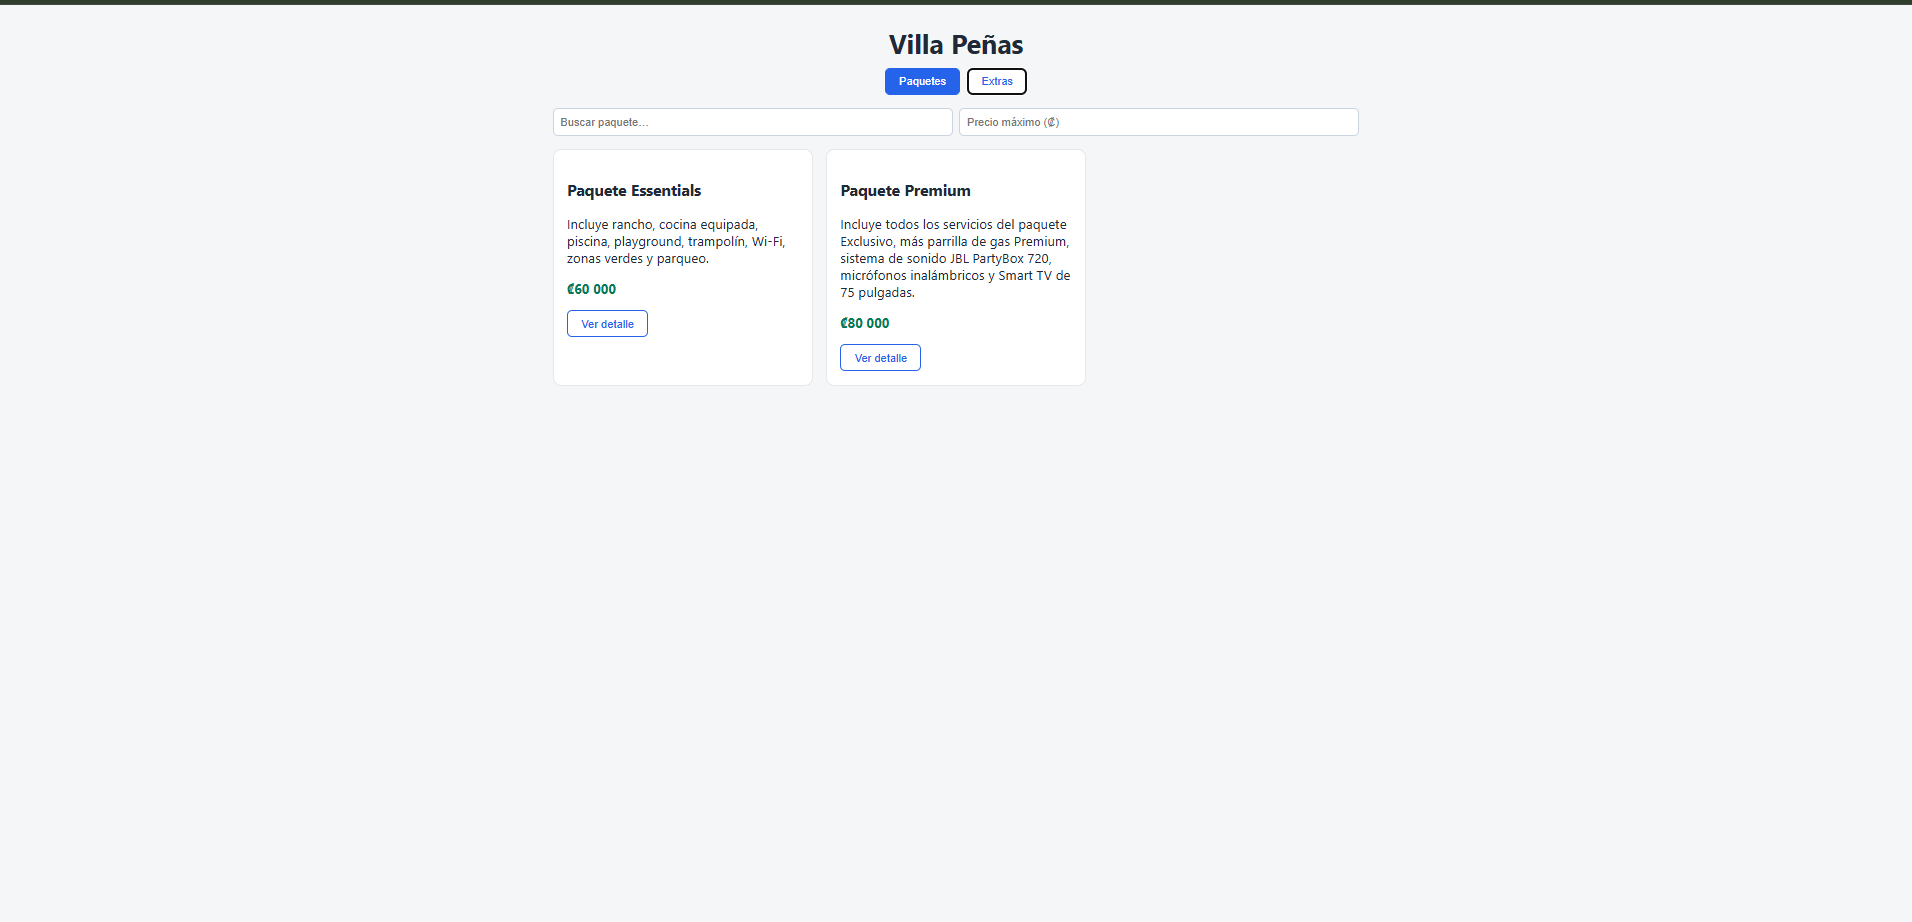 Villa Peñas
Paquetes
Extras
Buscar paquete...
Precio máximo (₡)
Paquete Essentials
Incluye rancho, cocina equipada,
piscina, playground, trampolín, Wi-Fi,
zonas verdes y parqueo.
₡60 000
Ver detalle
Paquete Premium
Incluye todos los servicios del paquete
Exclusivo, más parrilla de gas Premium,
sistema de sonido JBL PartyBox 720,
micrófonos inalámbricos y Smart TV de
75 pulgadas.
₡80 000
Ver detalle